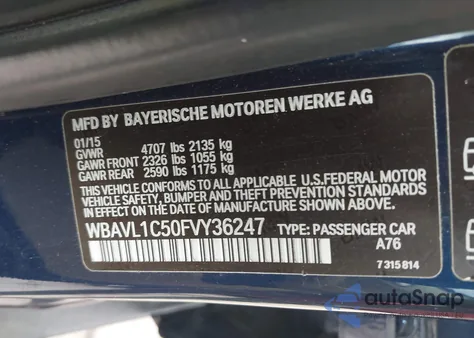 MFD BY BAYERISCHE MOTOREN WERKE AG
01/15
GVWR 4707 lbs 2135 kg
GAWR FRONT 2326 lbs 1055 kg
GAWR REAR 2590 lbs 1175 kg
THIS VEHICLE CONFORMS TO ALL APPLICABLE U.S.FEDERAL MOTOR
VEHICLE SAFETY, BUMPER AND THEFT PREVENTION STANDARDS
IN EFFECT ON THE DATE OF MANUFACTURE SHOWN ABOVE.
WBAVL1C50FVY36247 TYPE: PASSENGER CAR
A76
7315814
autoSnap